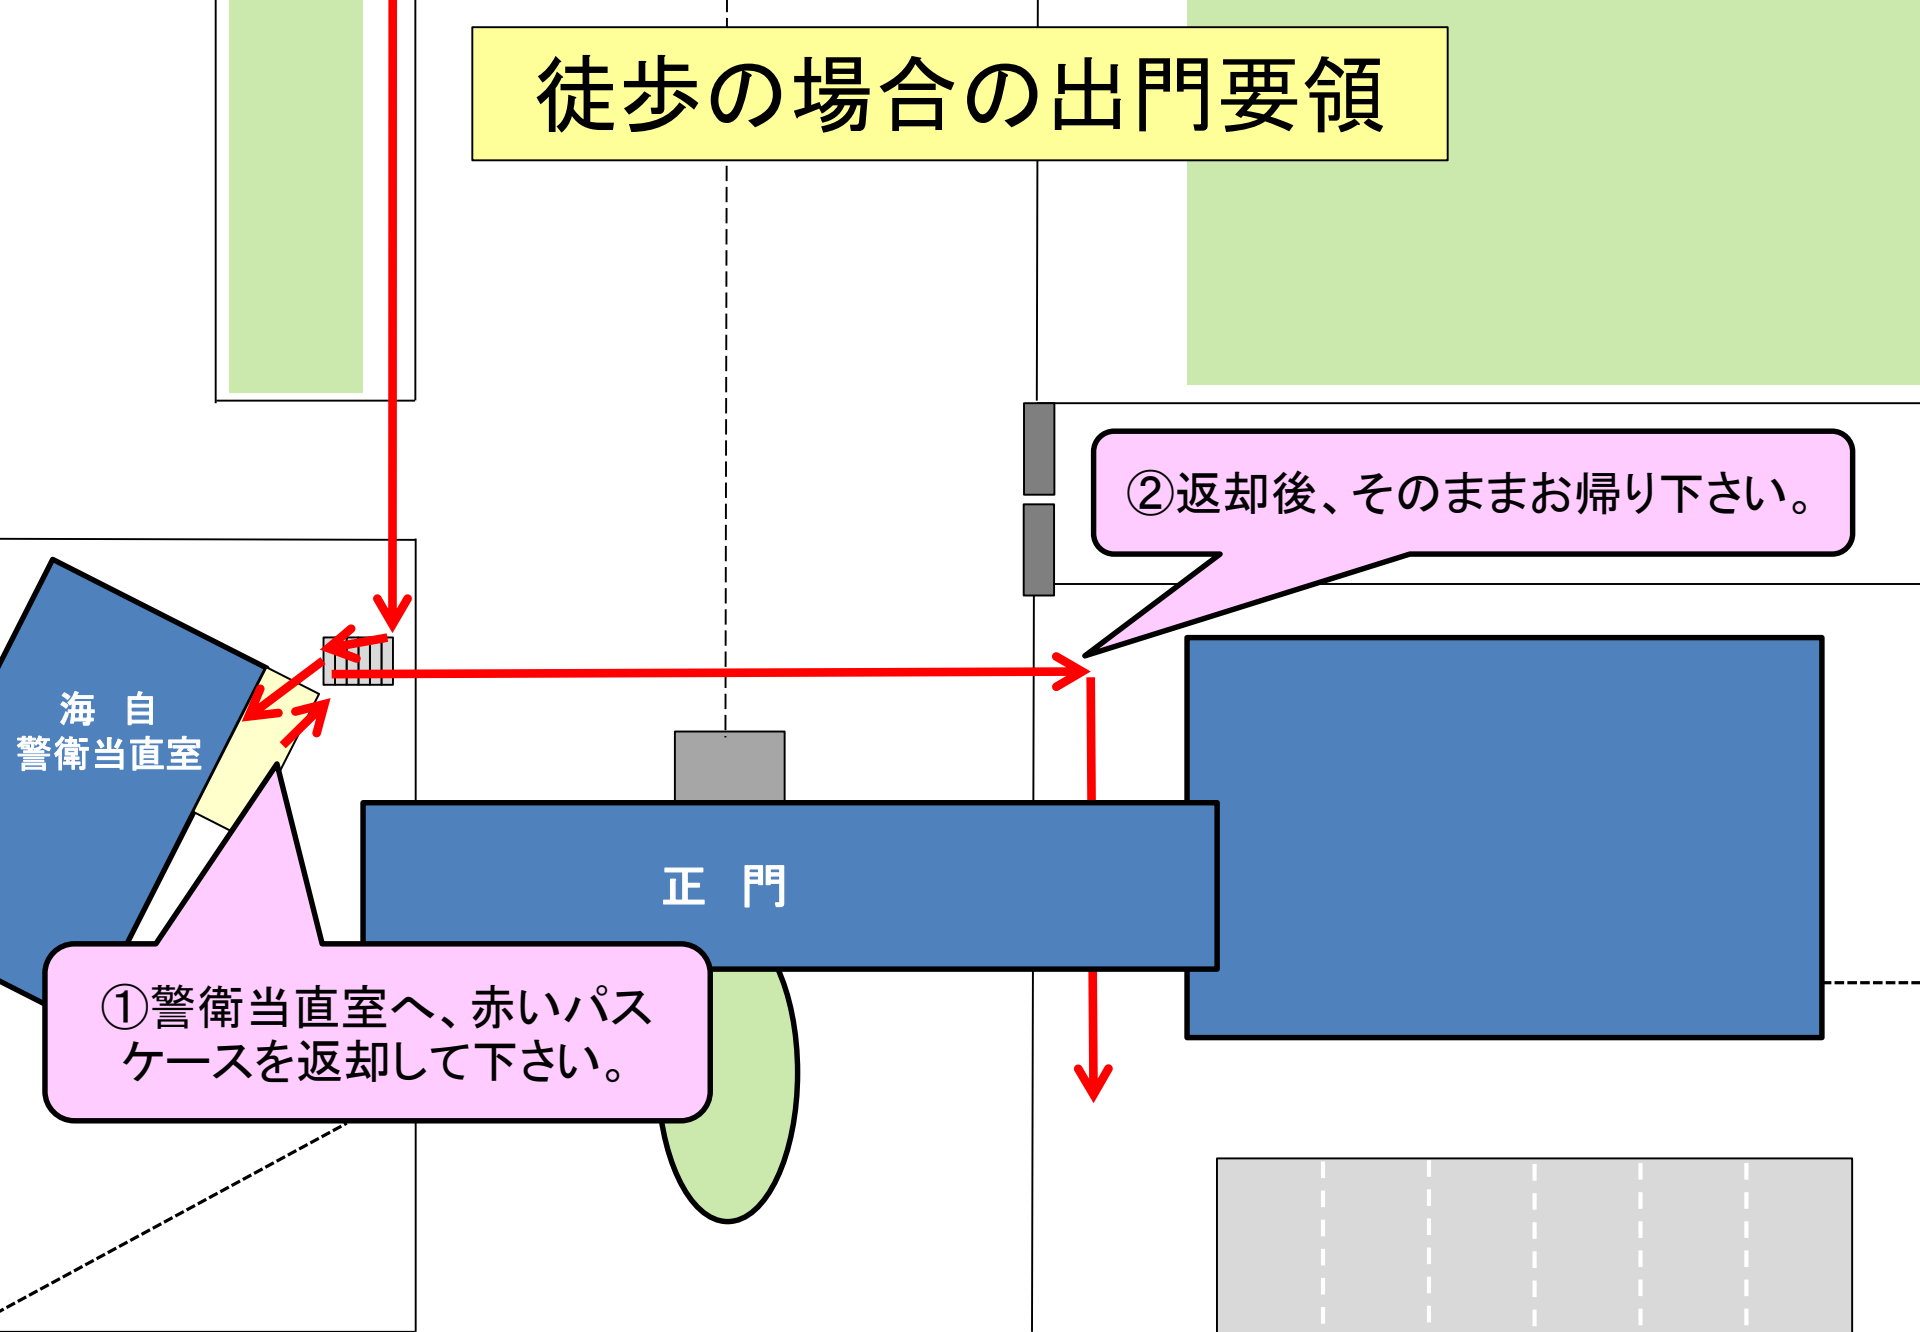 徒歩の場合の出門要領
②返却後、そのままお帰り下さい。
海 自
警衛当直室
正 門
①警衛当直室へ、赤いパス
ケースを返却して下さい。